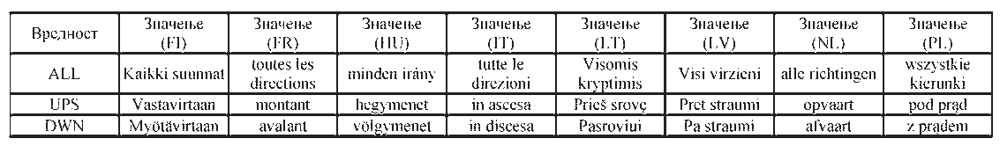 Вредност Значење (FI) Значење (FR) Значење (HU) Значење (IT) Значење (LT) Значење (LV) Значење (NL) Значење (PL)
ALL Kaikki suunnat toutes les directions minden irány tutte le direzioni Visomis kryptimis Visi virzieni alle richtingen wszystkie kierunki
UPS Vastavirtaan montant hegymenet in ascesa Prieš srovę Pret straumi opvaart pod prąd
DWN Myötävirtaan avalant völgymenet in discesa Pasroviui Pa straumi afvaart z prądem